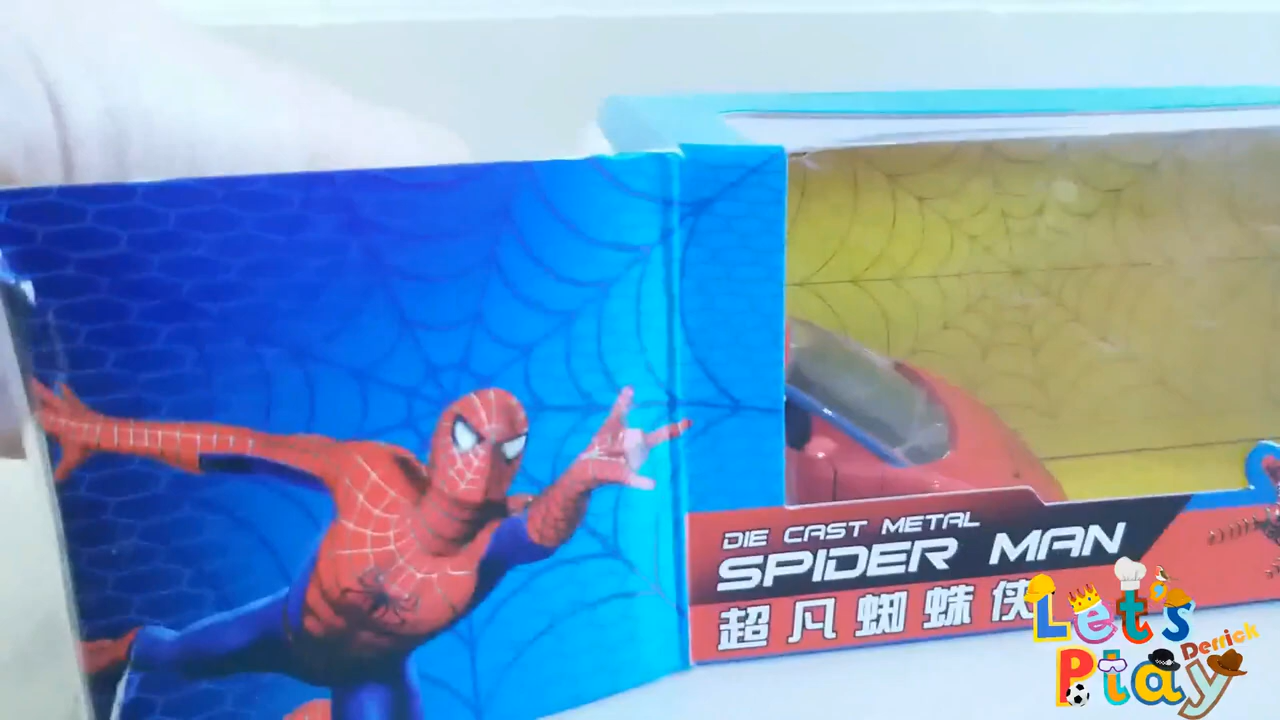 DIE CAST METAL
SPIDER MAN
超凡蜘蛛侠
Let's
Derrick
Play